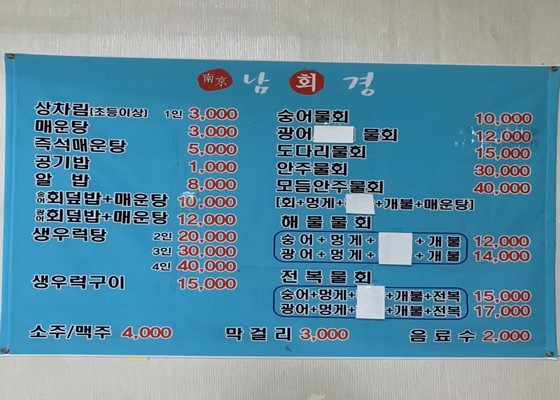 南京 남 회 경
상차림(초등이상) 1인 3,000
매운탕 3,000
즉석매운탕 5,000
공기밥 1,000
알 밥 8,000
숭어회덮밥+매운탕 10,000
광어회덮밥+매운탕 12,000
생우럭탕 2인 20,000
3인 30,000
4인 40,000
생우럭구이 15,000
숭어물회 10,000
광어 물회 12,000
도다리물회 15,000
안주물회 30,000
모듬안주물회 40,000
[회+멍게+ +개불+매운탕]
해 물 물 회
숭어+멍게+ +개불 12,000
광어+멍게+ +개불 14,000
전 복 물 회
숭어+멍게+ +개불+전복 15,000
광어+멍게+ +개불+전복 17,000
소주/맥주 4,000 막걸리 3,000 음료수 2,000